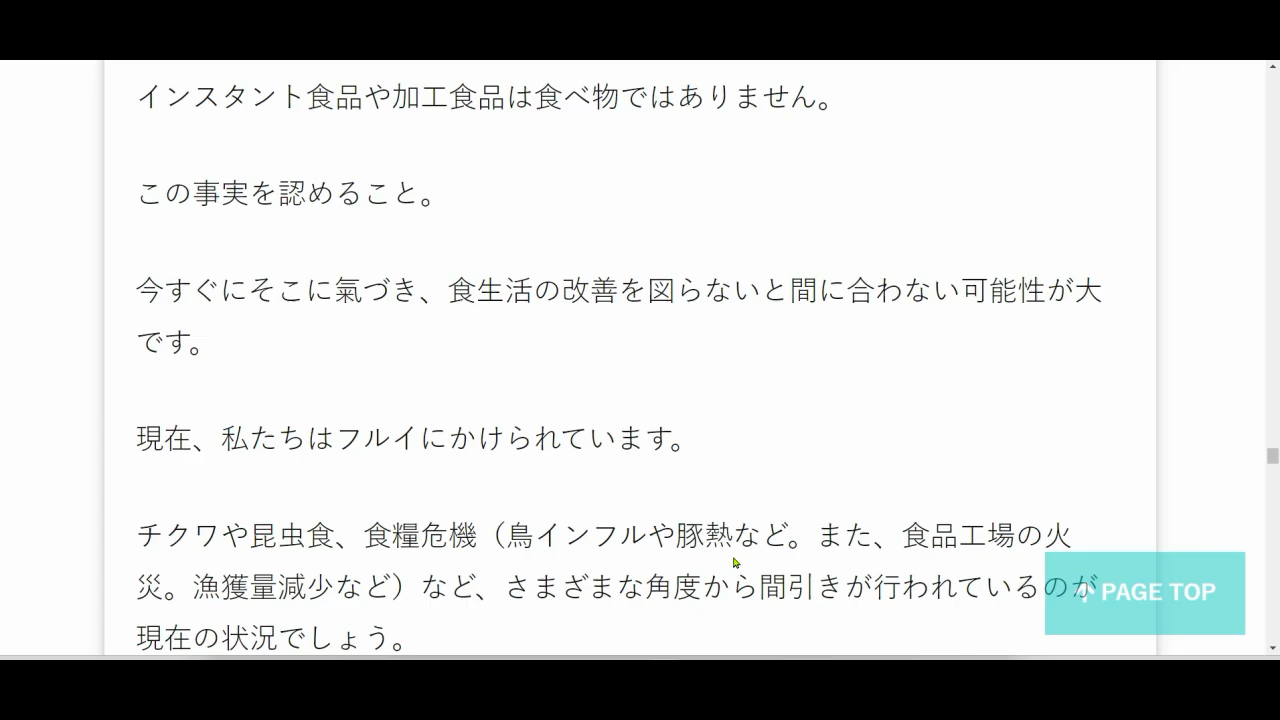 インスタント食品や加工食品は食べ物ではありません。
この事実を認めること。
今すぐにそこに氣づき、食生活の改善を図らないと間に合わない可能性が大
です。
現在、私たちはフルイにかけられています。
チクワや昆虫食、食糧危機（鳥インフルや豚熱など。また、食品工場の火
災。漁獲量減少など）など、さまざまな角度から間引きが行われているのが
現在の状況でしょう。
PAGE TOP